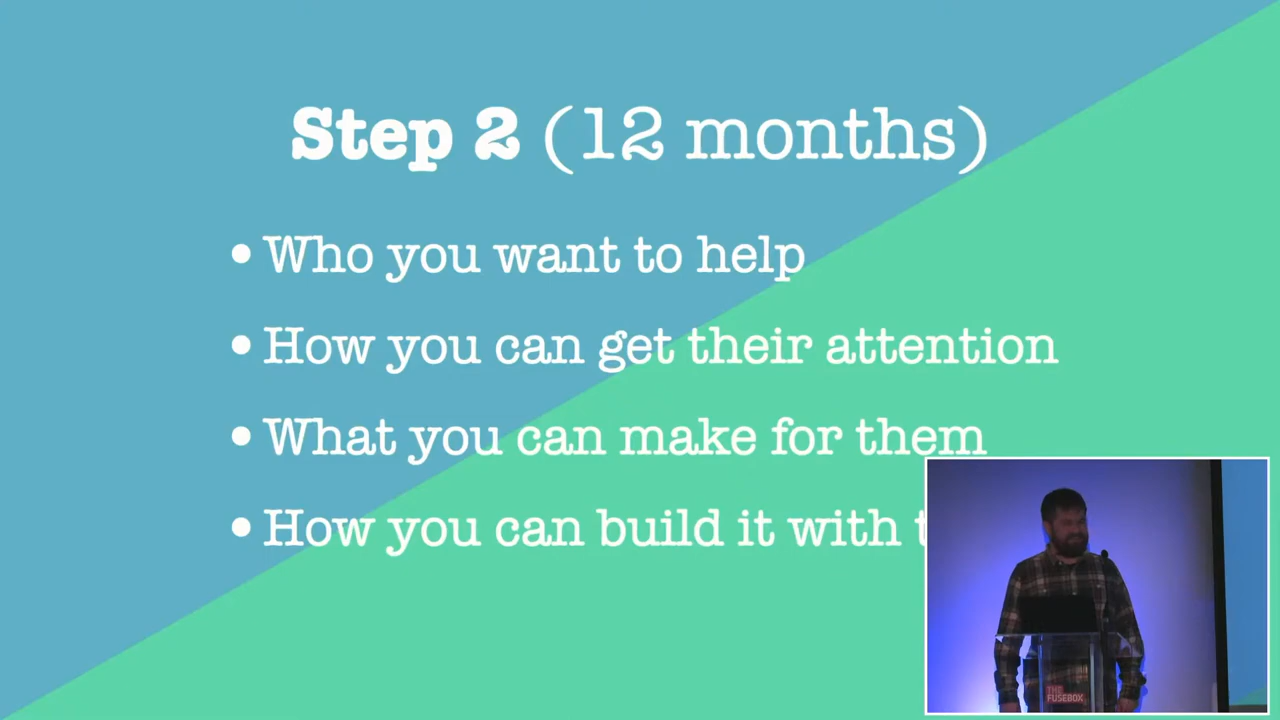 Step 2 (12 months)
• Who you want to help
• How you can get their attention
• What you can make for them
• How you can build it with
THE
FUSEBOX